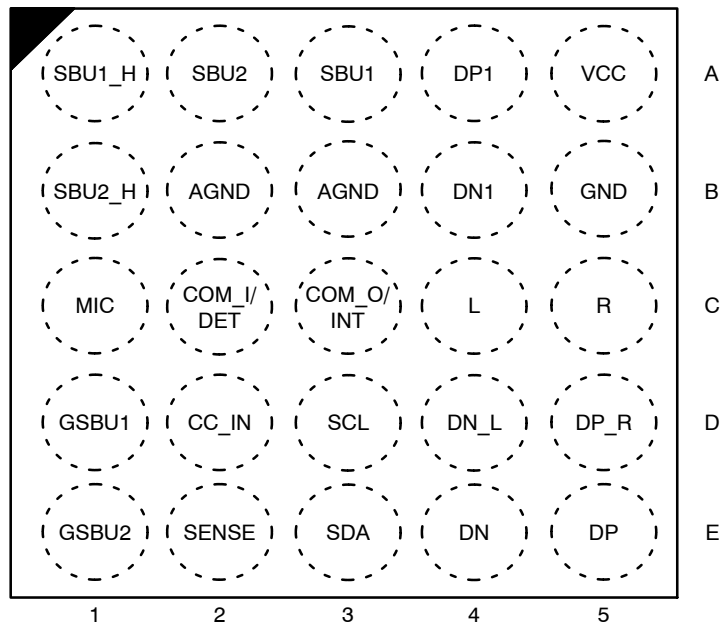 SBU1_H SBU2 SBU1 DP1 VCC A
SBU2_H AGND AGND DN1 GND B
MIC COM_I/ DET COM_O/ INT L R C
GSBU1 CC_IN SCL DN_L DP_R D
GSBU2 SENSE SDA DN DP E
1 2 3 4 5